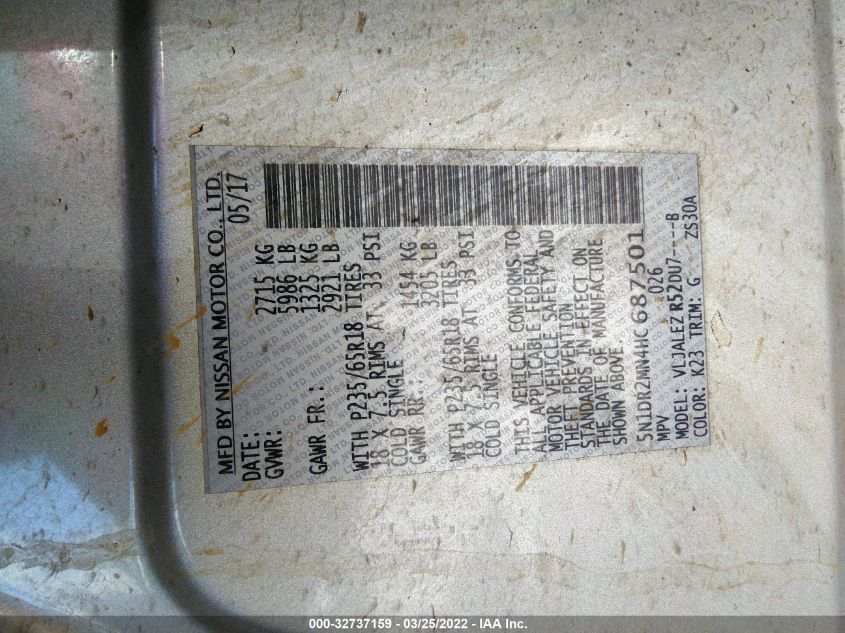 MFD BY NISSAN MOTOR CO., LTD.
DATE: 05/17
GVWR: 2715 KG
5986 LB
GAWR FR.: 1325 KG
2921 LB
WITH P235/65R18 TIRES
18 X 7.5 RIMS AT 33 PSI
COLD SINGLE
GAWR RR.: 1454 KG
3205 LB
WITH P235/65R18 TIRES
18 X 7.5 RIMS AT 33 PSI
COLD SINGLE
THIS VEHICLE CONFORMS TO
ALL APPLICABLE FEDERAL
MOTOR VEHICLE SAFETY AND
THEFT PREVENTION
STANDARDS IN EFFECT ON
THE DATE OF MANUFACTURE
SHOWN ABOVE
5N1DR2MN4HC687501
MPV 026
MODEL: VLJALEZ R52DU7----B
COLOR: K23 TRIM: G ZS30A
000-32737159 — 03/25/2022 — IAA Inc.